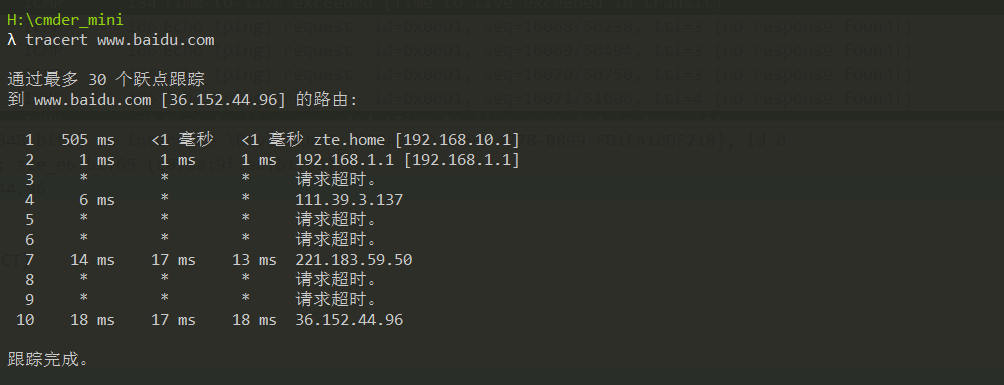 H:\cmder_mini
λ tracert www.baidu.com
通过最多 30 个跃点跟踪
到 www.baidu.com [36.152.44.96] 的路由:
1 505 ms <1 毫秒 <1 毫秒 zte.home [192.168.10.1]
2 1 ms 1 ms 1 ms 192.168.1.1 [192.168.1.1]
3 * * * 请求超时。
4 6 ms * * 111.39.3.137
5 * * * 请求超时。
6 * * * 请求超时。
7 14 ms 17 ms 13 ms 221.183.59.50
8 * * * 请求超时。
9 * * * 请求超时。
10 18 ms 17 ms 18 ms 36.152.44.96
跟踪完成。